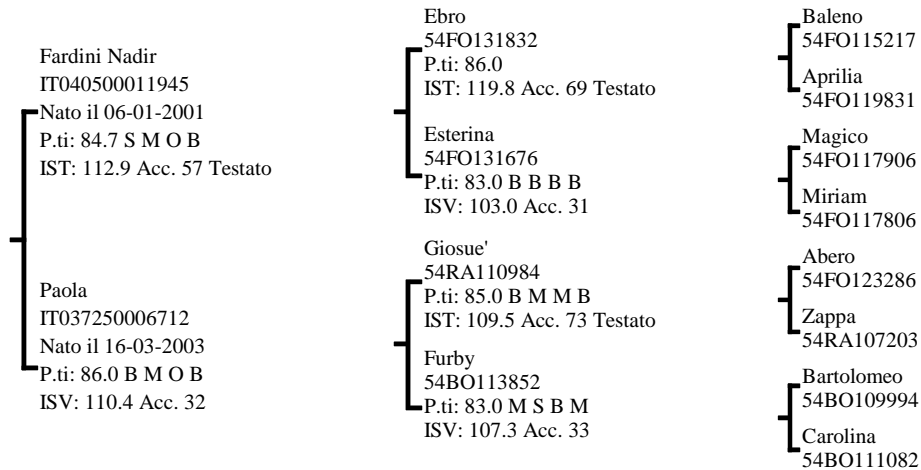 Fardini Nadir
IT040500011945
Nato il 06-01-2001
P.ti: 84.7 S M O B
IST: 112.9 Acc. 57 Testato
Paola
IT037250006712
Nato il 16-03-2003
P.ti: 86.0 B M O B
ISV: 110.4 Acc. 32
Ebro
54FO131832
P.ti: 86.0
IST: 119.8 Acc. 69 Testato
Esterina
54FO131676
P.ti: 83.0 B B B B
ISV: 103.0 Acc. 31
Giosue'
54RA110984
P.ti: 85.0 B M M B
IST: 109.5 Acc. 73 Testato
Furby
54BO113852
P.ti: 83.0 M S B M
ISV: 107.3 Acc. 33
Baleno
54FO115217
Aprilia
54FO119831
Magico
54FO117906
Miriam
54FO117806
Abero
54FO123286
Zappa
54RA107203
Bartolomeo
54BO109994
Carolina
54BO111082